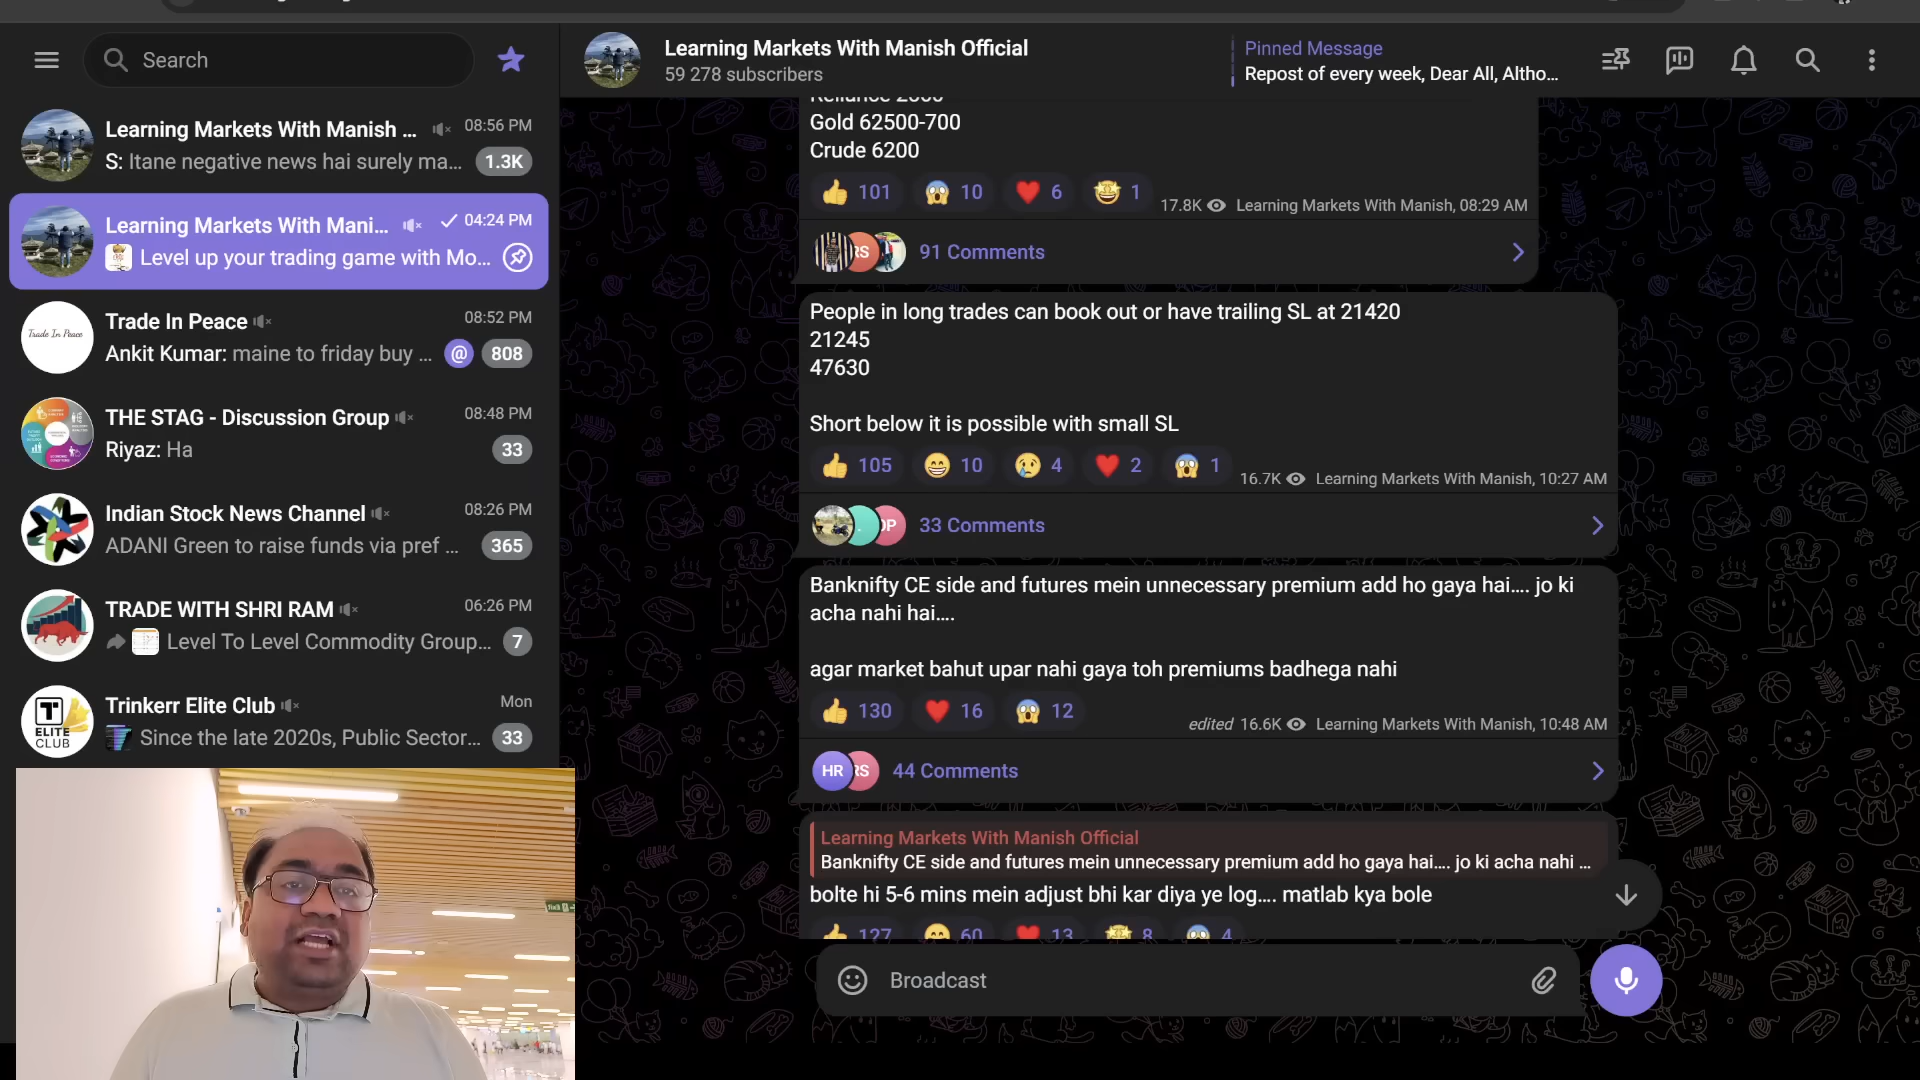 Search
Learning Markets With Manish ...
08:56 PM
S: Itane negative news hai surely ma...
1.3K
Learning Markets With Mani...
04:24 PM
Level up your trading game with Mo...
Trade In Peace
Trade In Peace
08:52 PM
Ankit Kumar: maine to friday buy ...
@
808
THE STAG - Discussion Group
08:48 PM
Riyaz: Ha
33
Indian Stock News Channel
08:26 PM
ADANI Green to raise funds via pref ...
365
TRADE WITH SHRI RAM
06:26 PM
Level To Level Commodity Group...
7
T
ELITE
CLUB
Trinkerr Elite Club
Mon
Since the late 2020s, Public Sector...
33
Learning Markets With Manish Official
59 278 subscribers
Pinned Message
Repost of every week, Dear All, Altho...
Gold 62500-700
Crude 6200
101
10
6
1
17.8K
Learning Markets With Manish, 08:29 AM
RS
91 Comments
People in long trades can book out or have trailing SL at 21420
21245
47630
Short below it is possible with small SL
105
10
4
2
1
16.7K
Learning Markets With Manish, 10:27 AM
DP
33 Comments
Banknifty CE side and futures mein unnecessary premium add ho gaya hai.... jo ki
acha nahi hai....
agar market bahut upar nahi gaya toh premiums badhega nahi
130
16
12
edited 16.6K
Learning Markets With Manish, 10:48 AM
HR
RS
44 Comments
Learning Markets With Manish Official
Banknifty CE side and futures mein unnecessary premium add ho gaya hai.... jo ki acha nahi ...
bolte hi 5-6 mins mein adjust bhi kar diya ye log.... matlab kya bole
127
60
13
8
4
Broadcast